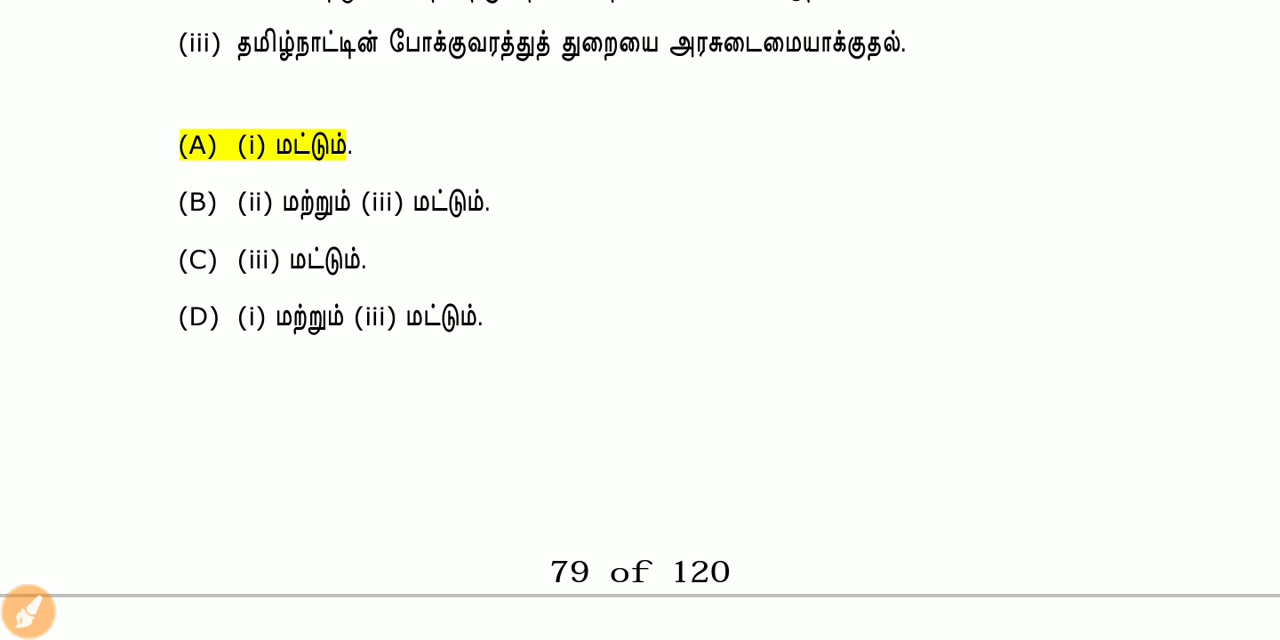 (iii) தமிழ்நாட்டின் போக்குவரத்துத் துறையை அரசுடைமையாக்குதல்.
(A) (i) மட்டும்.
(B) (ii) மற்றும் (iii) மட்டும்.
(C) (iii) மட்டும்.
(D) (i) மற்றும் (iii) மட்டும்.
79 of 120